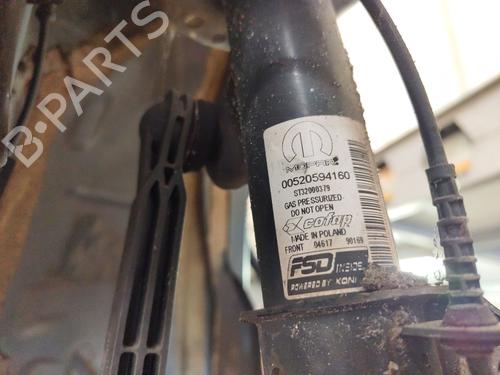 B-PARTS
MOPAR
00520594160
ST32000379
GAS PRESSURIZED
DO NOT OPEN
cofap
MADE IN POLAND
FRONT 04617 90169
FSD INSIDE
POWERED BY KONI